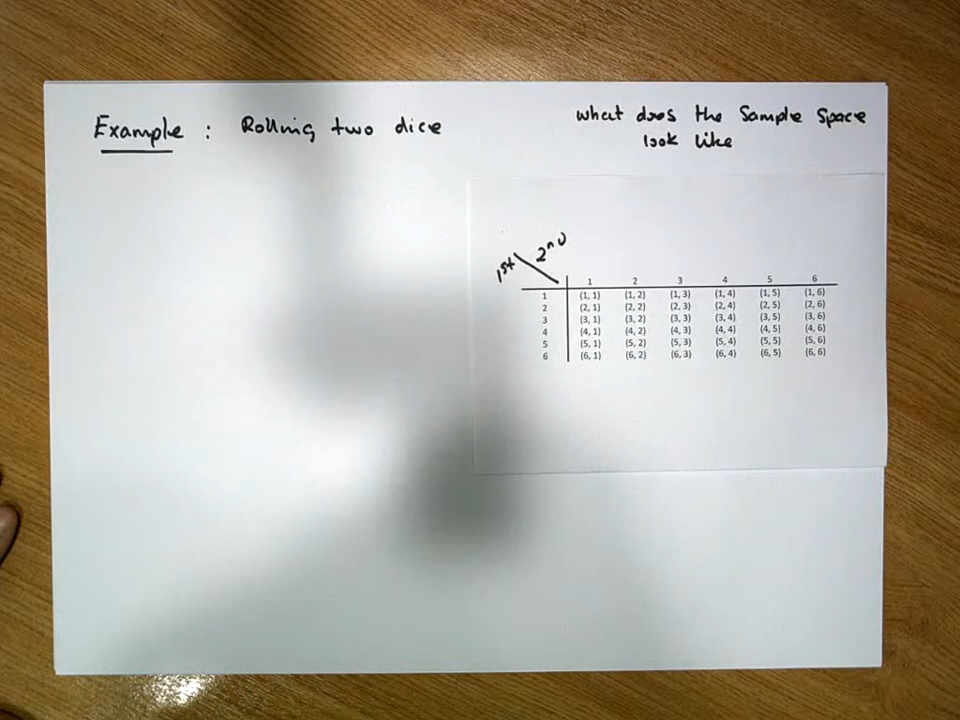 Example : Rolling two dice
what does the Sample Space
look like
1st 2nd
1 2 3 4 5 6
1 (1, 1) (1, 2) (1, 3) (1, 4) (1, 5) (1, 6)
2 (2, 1) (2, 2) (2, 3) (2, 4) (2, 5) (2, 6)
3 (3, 1) (3, 2) (3, 3) (3, 4) (3, 5) (3, 6)
4 (4, 1) (4, 2) (4, 3) (4, 4) (4, 5) (4, 6)
5 (5, 1) (5, 2) (5, 3) (5, 4) (5, 5) (5, 6)
6 (6, 1) (6, 2) (6, 3) (6, 4) (6, 5) (6, 6)